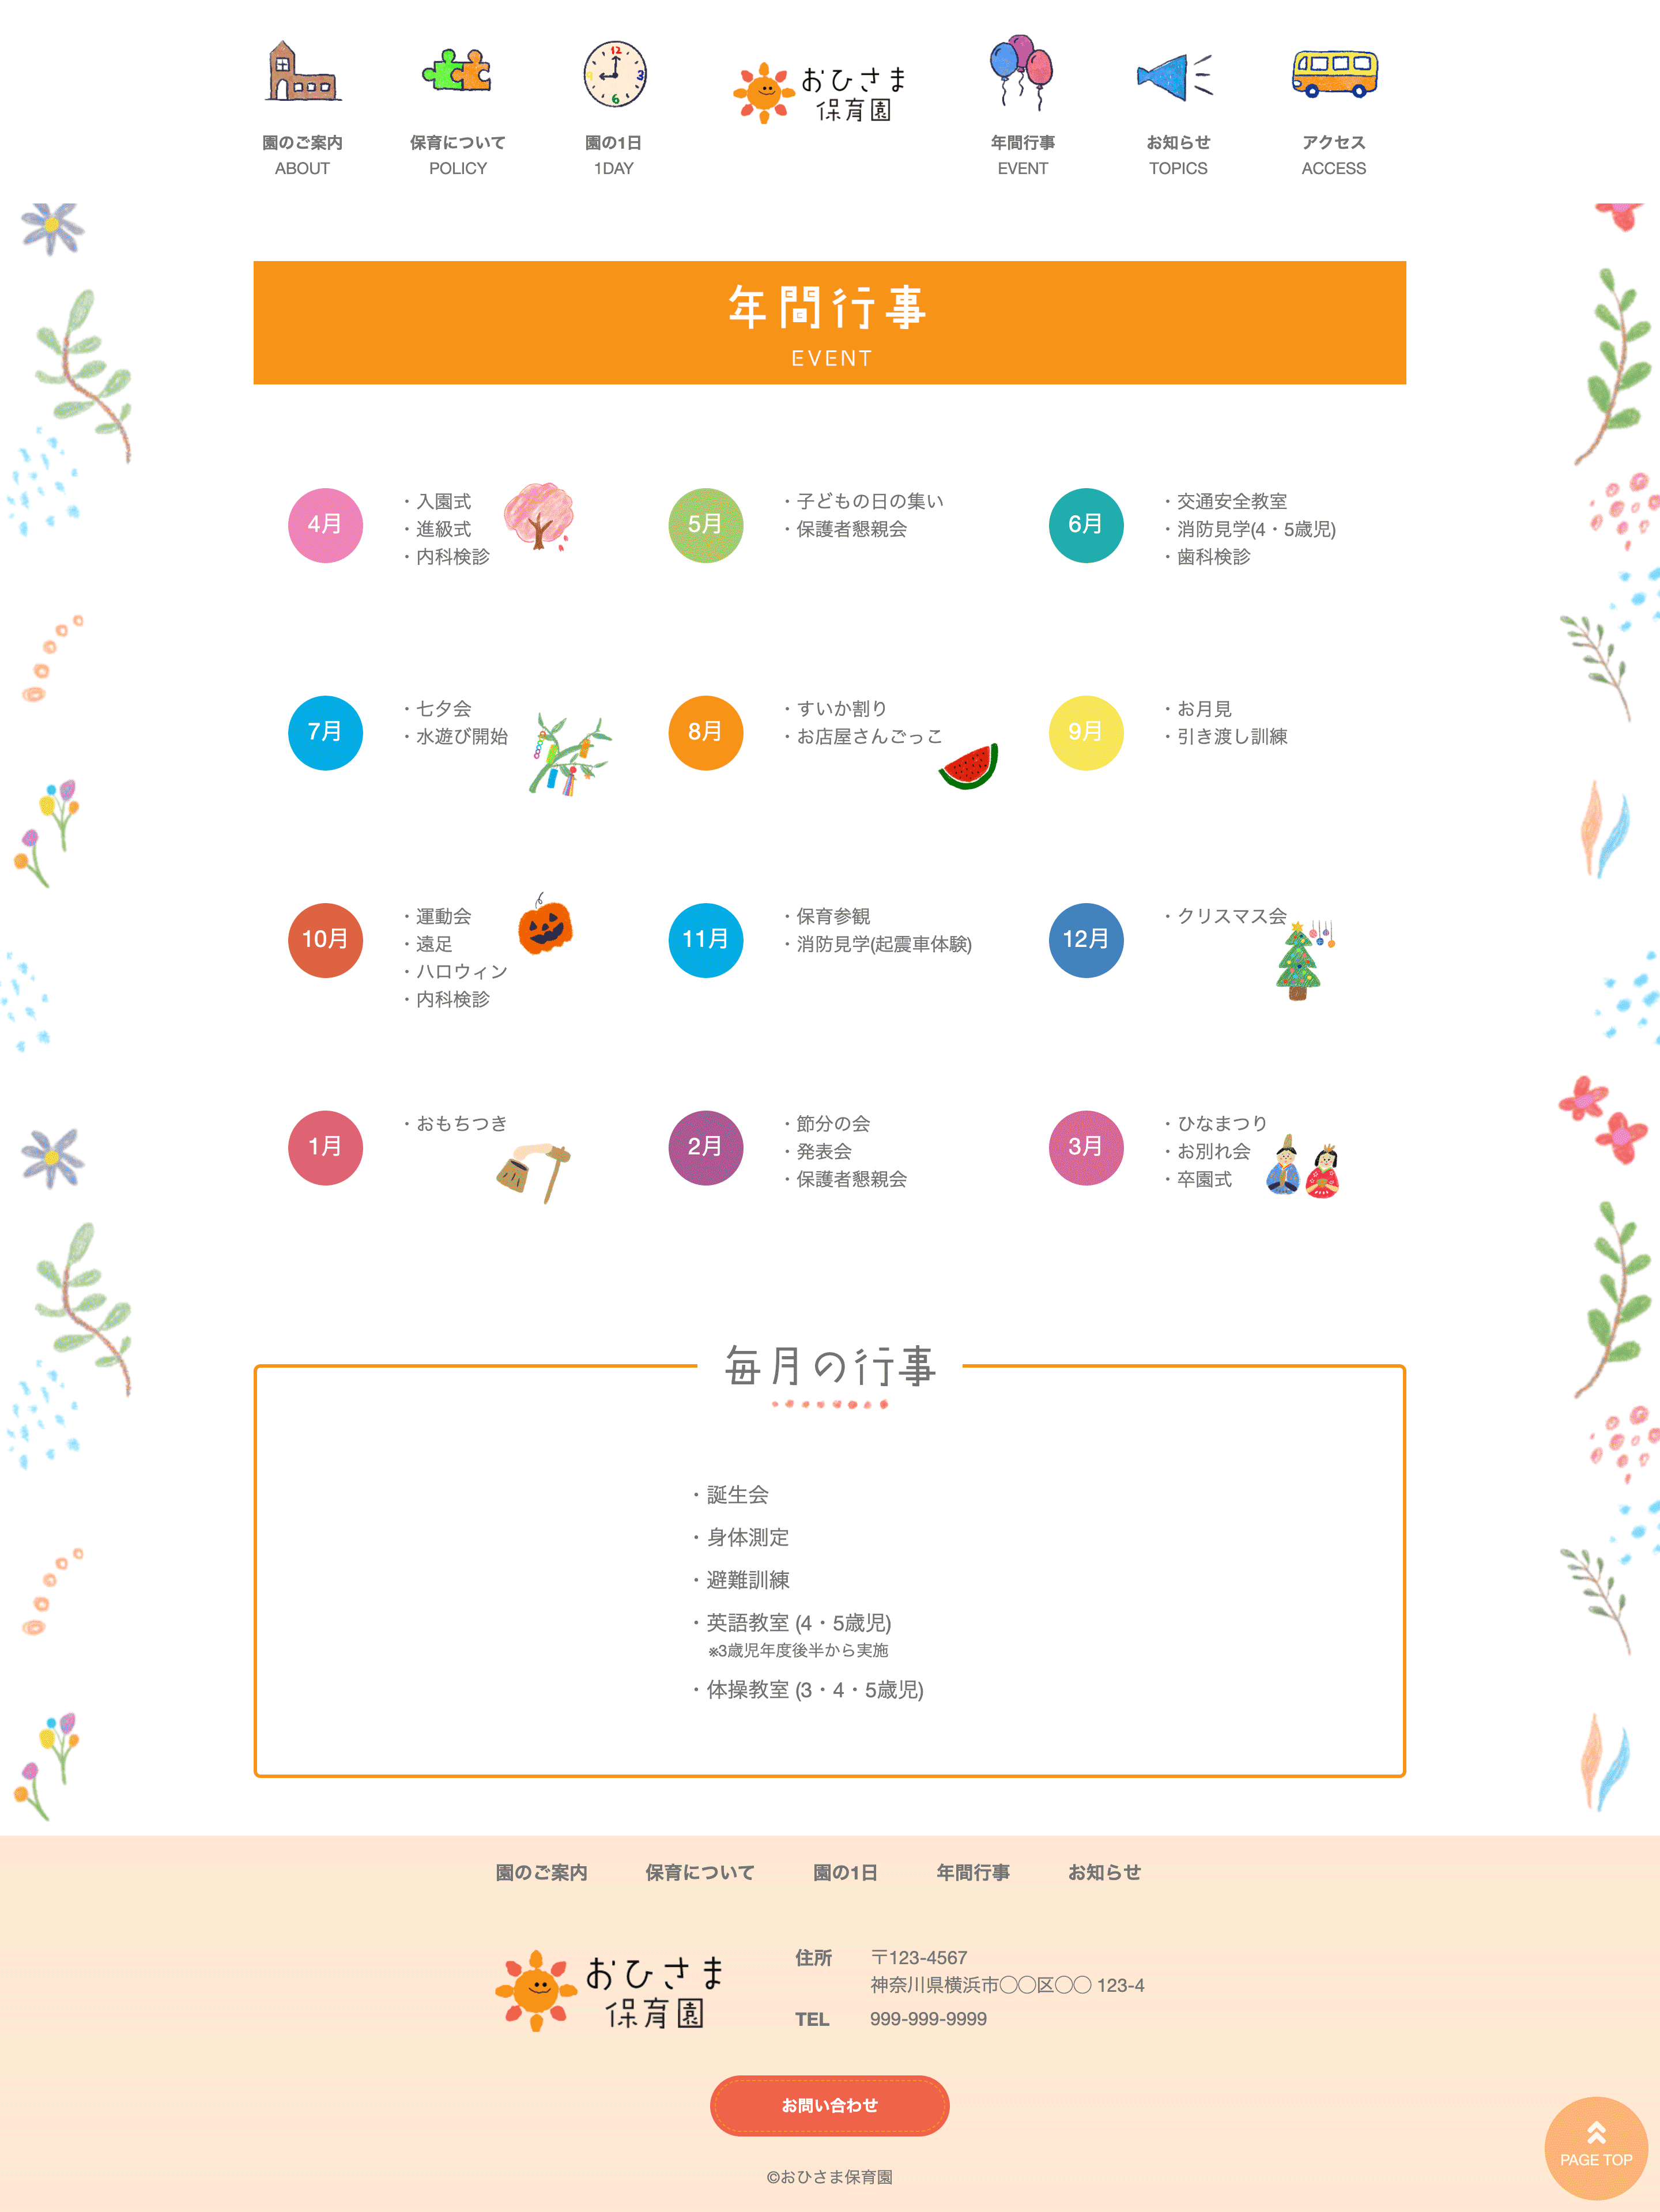 園のご案内
ABOUT
保育について
POLICY
12
3
6
9
園の1日
1DAY
おひさま
保育園
年間行事
EVENT
お知らせ
TOPICS
アクセス
ACCESS
年間行事
EVENT
4月
・入園式
・進級式
・内科検診
5月
・子どもの日の集い
・保護者懇親会
6月
・交通安全教室
・消防見学(4・5歳児)
・歯科検診
7月
・七夕会
・水遊び開始
8月
・すいか割り
・お店屋さんごっこ
9月
・お月見
・引き渡し訓練
10月
・運動会
・遠足
・ハロウィン
・内科検診
11月
・保育参観
・消防見学(起震車体験)
12月
・クリスマス会
1月
・おもちつき
2月
・節分の会
・発表会
・保護者懇親会
3月
・ひなまつり
・お別れ会
・卒園式
毎月の行事
・誕生会
・身体測定
・避難訓練
・英語教室 (4・5歳児)
※3歳児年度後半から実施
・体操教室 (3・4・5歳児)
園のご案内 保育について 園の1日 年間行事 お知らせ
おひさま
保育園
住所 〒123-4567
神奈川県横浜市◯◯区◯◯ 123-4
TEL 999-999-9999
お問い合わせ
PAGE TOP
©おひさま保育園